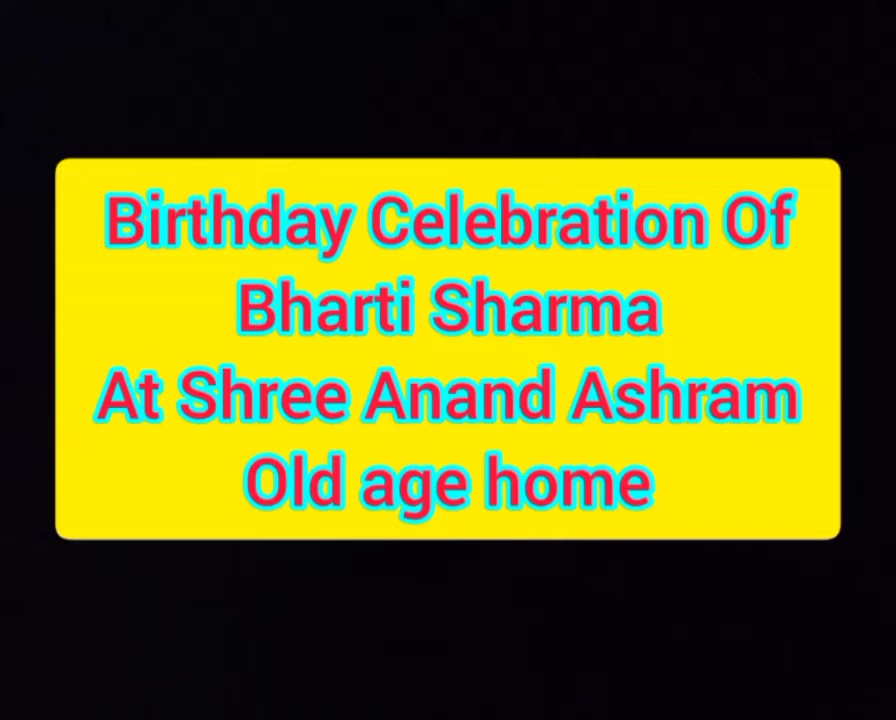 Birthday Celebration Of
Bharti Sharma
At Shree Anand Ashram
Old age home